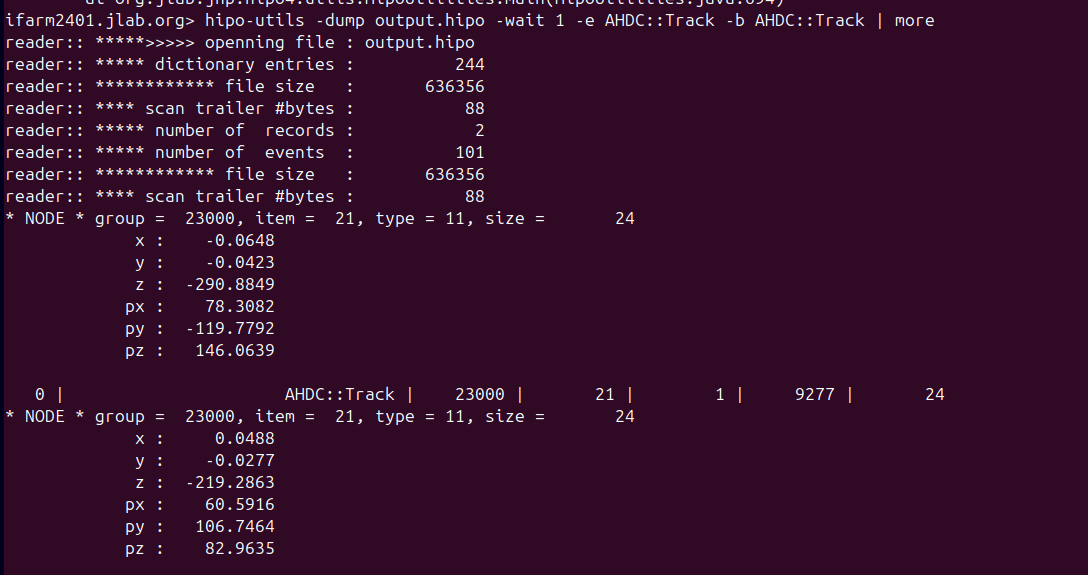 ifarm2401.jlab.org> hipo-utils -dump output.hipo -wait 1 -e AHDC::Track -b AHDC::Track | more
reader:: *****>>>>> openning file : output.hipo
reader:: ***** dictionary entries : 244
reader:: ************ file size : 636356
reader:: **** scan trailer #bytes : 88
reader:: ***** number of records : 2
reader:: ***** number of events : 101
reader:: ************ file size : 636356
reader:: **** scan trailer #bytes : 88
* NODE * group = 23000, item = 21, type = 11, size = 24
x : -0.0648
y : -0.0423
z : -290.8849
px : 78.3082
py : -119.7792
pz : 146.0639
0 | AHDC::Track | 23000 | 21 | 1 | 9277 | 24
* NODE * group = 23000, item = 21, type = 11, size = 24
x : 0.0488
y : -0.0277
z : -219.2863
px : 60.5916
py : 106.7464
pz : 82.9635